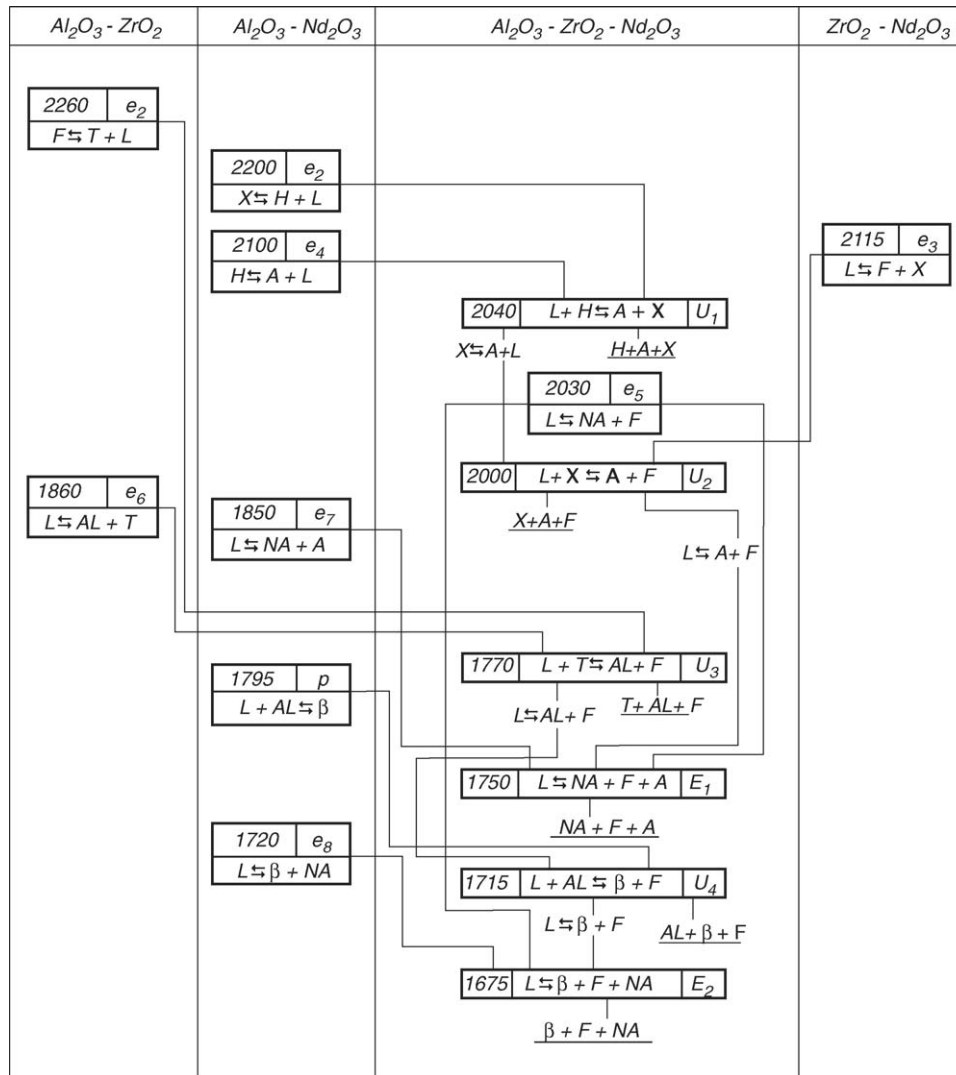 Al₂O₃ - ZrO₂
Al₂O₃ - Nd₂O₃
Al₂O₃ - ZrO₂ - Nd₂O₃
ZrO₂ - Nd₂O₃
2260 e₂
F ⇆ T + L
2200 e₂
X ⇆ H + L
2100 e₄
H ⇆ A + L
2115 e₃
L ⇆ F + X
2040 L + H ⇆ A + X U₁
X ⇆ A + L
H + A + X
2030 e₅
L ⇆ NA + F
2000 L + X ⇆ A + F U₂
X + A + F
1860 e₆
L ⇆ AL + T
1850 e₇
L ⇆ NA + A
L ⇆ A + F
1770 L + T ⇆ AL + F U₃
1795 p
L + AL ⇆ β
T + AL + F
L ⇆ AL + F
1750 L ⇆ NA + F + A E₁
NA + F + A
1720 e₈
L ⇆ β + NA
1715 L + AL ⇆ β + F U₄
L ⇆ β + F
AL + β + F
1675 L ⇆ β + F + NA E₂
β + F + NA